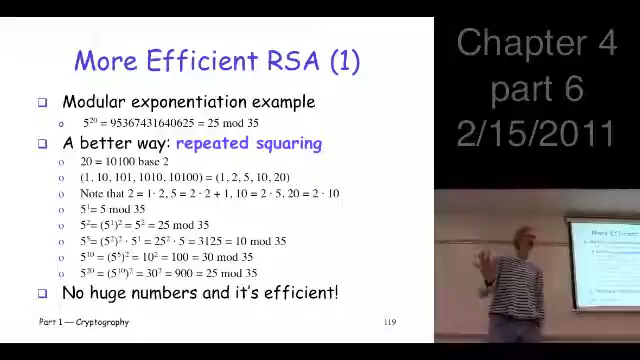 More Efficient RSA (1)
Modular exponentiation example
5²⁰ = 95367431640625 = 25 mod 35
A better way: repeated squaring
20 = 10100 base 2
(1, 10, 101, 1010, 10100) = (1, 2, 5, 10, 20)
Note that 2 = 1· 2, 5 = 2 · 2 + 1, 10 = 2 · 5, 20 = 2 · 10
5¹= 5 mod 35
5²= (5¹)² = 5² = 25 mod 35
5⁵= (5²)² · 5¹ = 25² · 5 = 3125 = 10 mod 35
5¹⁰ = (5⁵)² = 10² = 100 = 30 mod 35
5²⁰ = (5¹⁰)² = 30² = 900 = 25 mod 35
No huge numbers and it's efficient!
Part 1 — Cryptography
119
Chapter 4
part 6
2/15/2011
More Efficient